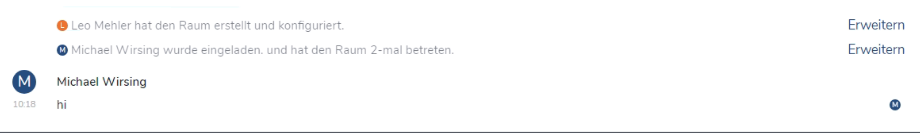 L Leo Mehler hat den Raum erstellt und konfiguriert. Erweitern
M Michael Wirsing wurde eingeladen. und hat den Raum 2-mal betreten. Erweitern
M Michael Wirsing
10:18 hi M